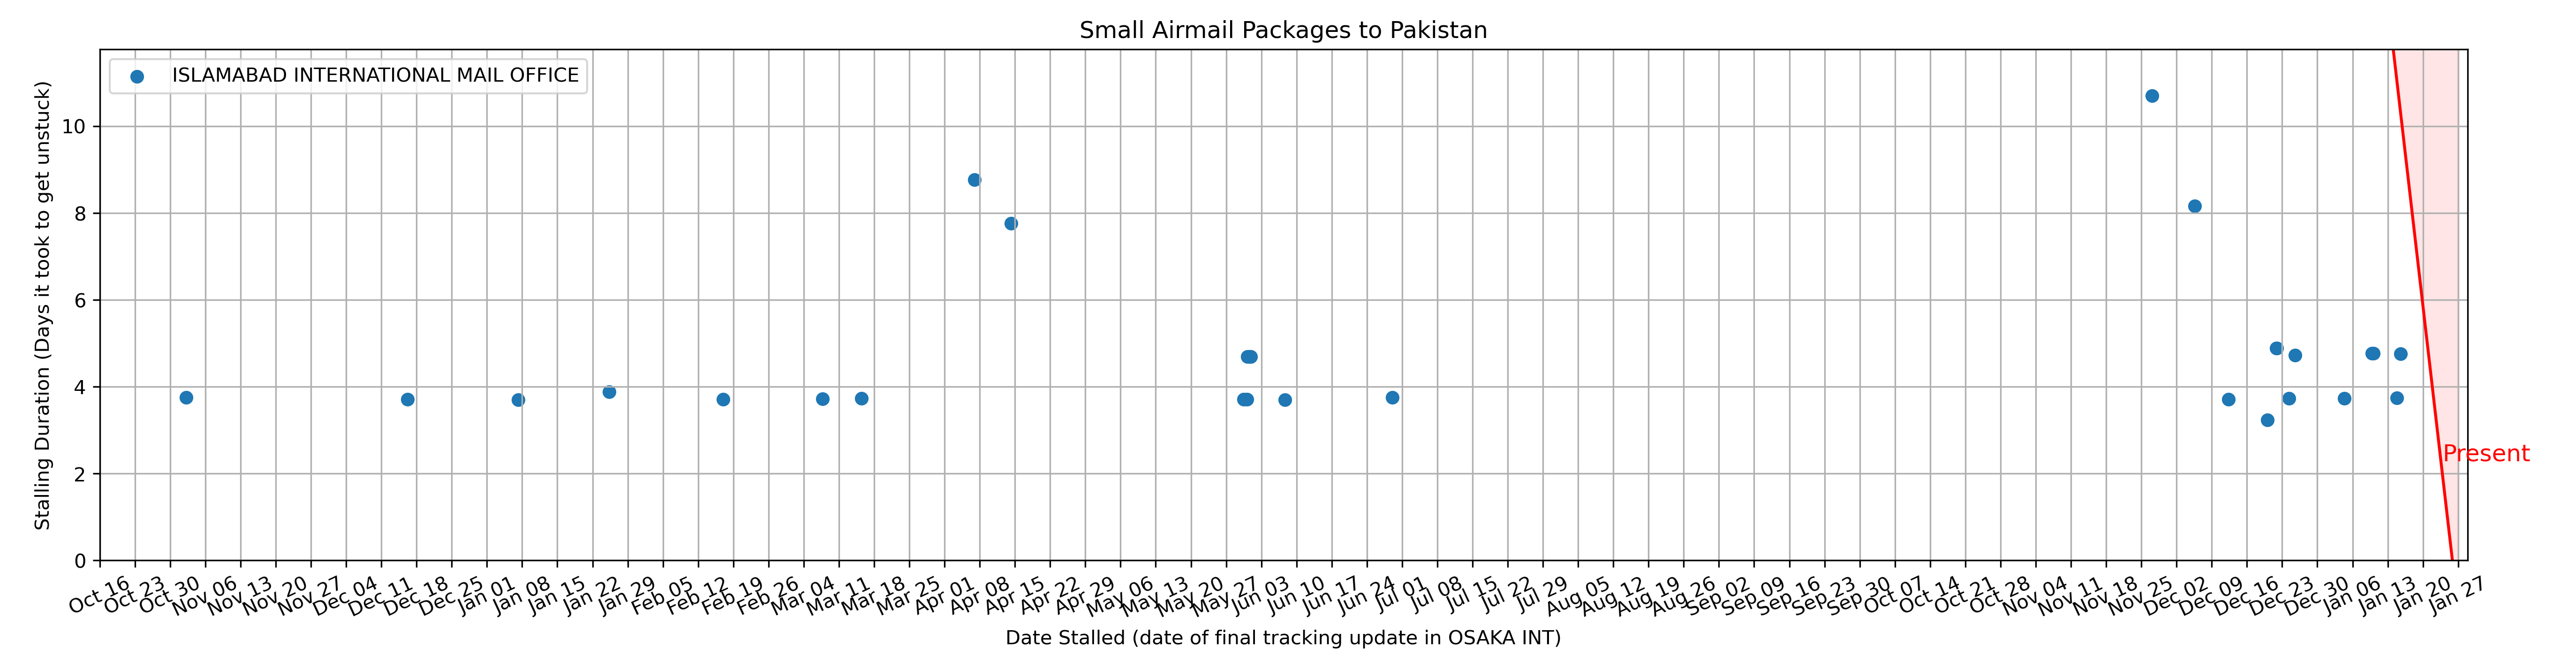 Small Airmail Packages to Pakistan
ISLAMABAD INTERNATIONAL MAIL OFFICE
Stalling Duration (Days it took to get unstuck)
10
8
6
4
2
0
Present
Oct 16
Oct 23
Oct 30
Nov 06
Nov 13
Nov 20
Nov 27
Dec 04
Dec 11
Dec 18
Dec 25
Jan 01
Jan 08
Jan 15
Jan 22
Jan 29
Feb 05
Feb 12
Feb 19
Feb 26
Mar 04
Mar 11
Mar 18
Mar 25
Apr 01
Apr 08
Apr 15
Apr 22
Apr 29
May 06
May 13
May 20
May 27
Jun 03
Jun 10
Jun 17
Jun 24
Jul 01
Jul 08
Jul 15
Jul 22
Jul 29
Aug 05
Aug 12
Aug 19
Aug 26
Sep 02
Sep 09
Sep 16
Sep 23
Sep 30
Oct 07
Oct 14
Oct 21
Oct 28
Nov 04
Nov 11
Nov 18
Nov 25
Dec 02
Dec 09
Dec 16
Dec 23
Dec 30
Jan 06
Jan 13
Jan 20
Jan 27
Date Stalled (date of final tracking update in OSAKA INT)